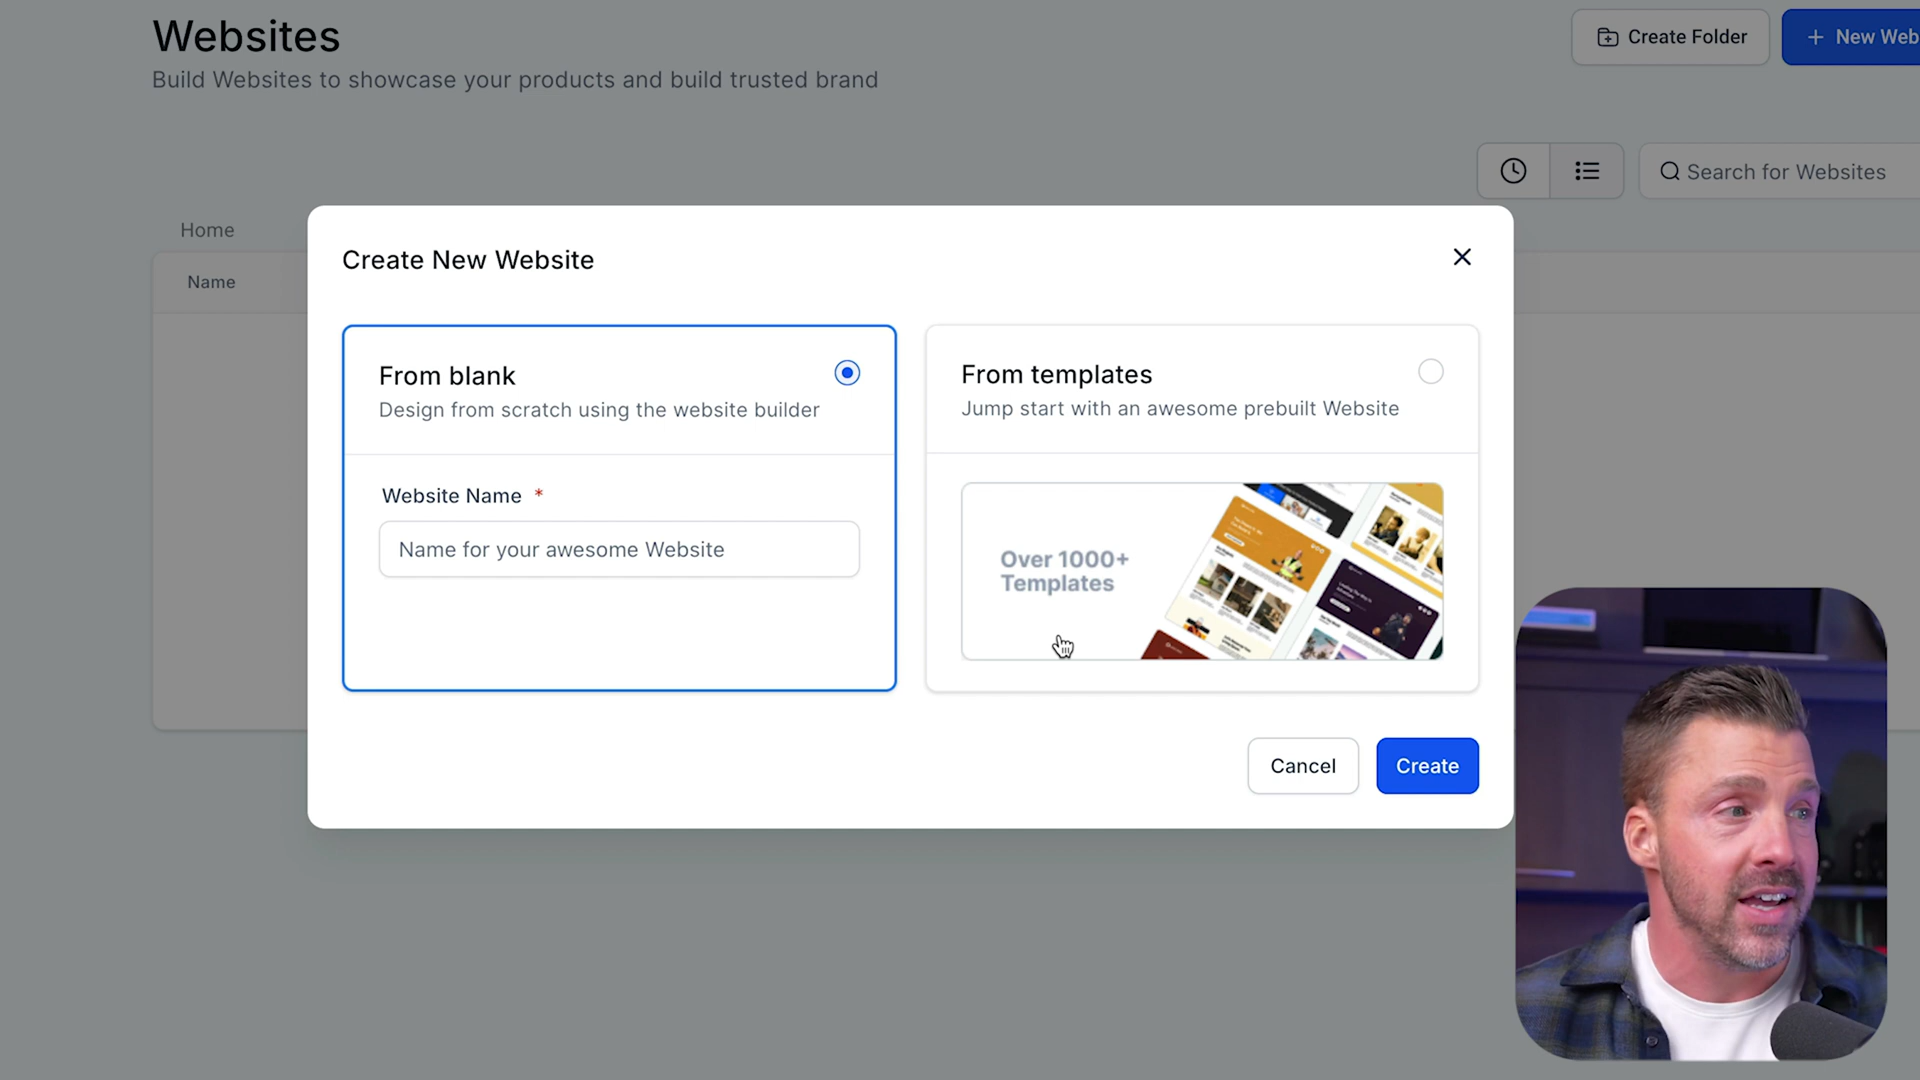 Websites
Build Websites to showcase your products and build trusted brand
Create Folder
+ New Web
Search for Websites
Home
Name
Create New Website
From blank
Design from scratch using the website builder
Website Name *
Name for your awesome Website
From templates
Jump start with an awesome prebuilt Website
Over 1000+
Templates
Cancel
Create